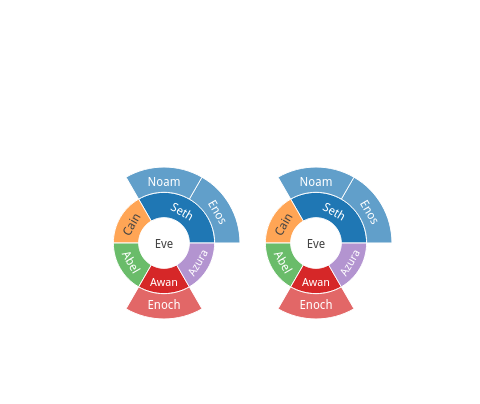 Noam
Enos
Seth
Cain
Eve
Abel
Azura
Awan
Enoch
Noam
Enos
Seth
Cain
Eve
Abel
Azura
Awan
Enoch